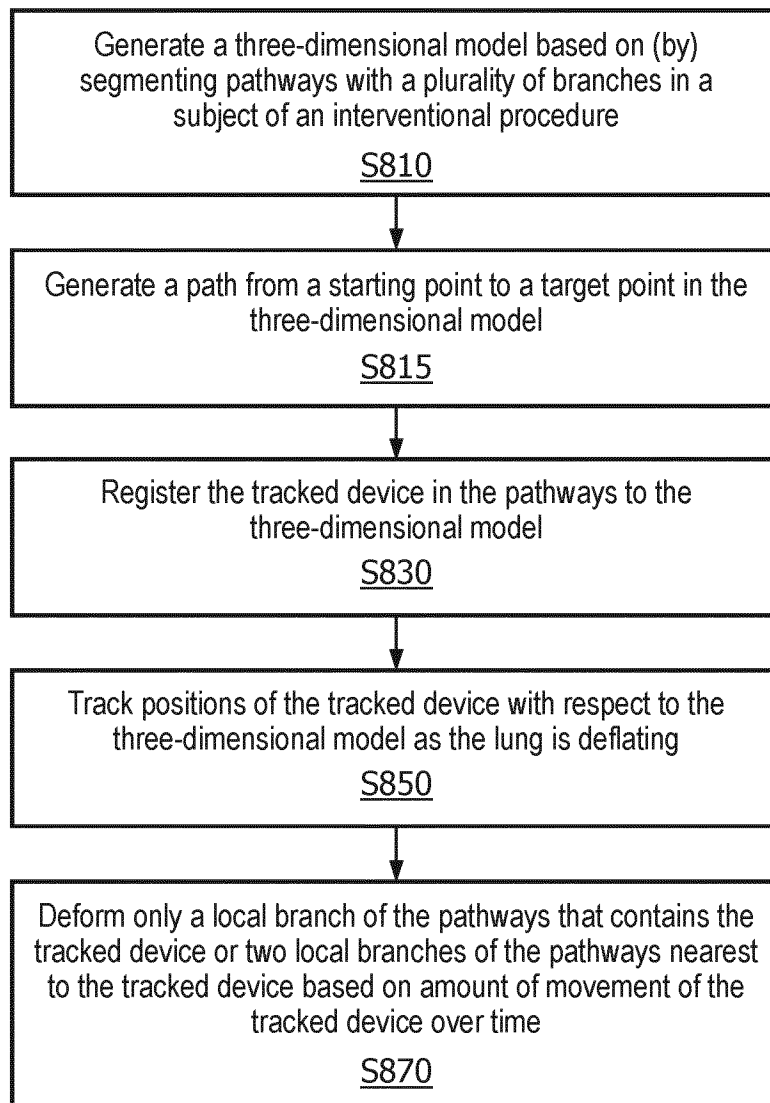 Generate a three-dimensional model based on (by)
segmenting pathways with a plurality of branches in a
subject of an interventional procedure
S810
Generate a path from a starting point to a target point in the
three-dimensional model
S815
Register the tracked device in the pathways to the
three-dimensional model
S830
Track positions of the tracked device with respect to the
three-dimensional model as the lung is deflating
S850
Deform only a local branch of the pathways that contains the
tracked device or two local branches of the pathways nearest
to the tracked device based on amount of movement of the
tracked device over time
S870